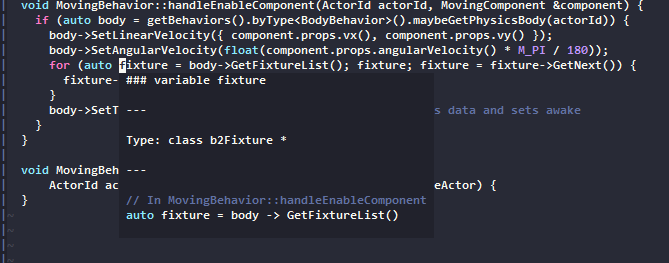 void MovingBehavior::handleEnableComponent(ActorId actorId, MovingComponent &component) {
if (auto body = getBehaviors().byType<BodyBehavior>().maybeGetPhysicsBody(actorId)) {
body->SetLinearVelocity({ component.props.vx(), component.props.vy() });
body->SetAngularVelocity(float(component.props.angularVelocity() * M_PI / 180));
for (auto fixture = body->GetFixtureList(); fixture; fixture = fixture->GetNext()) {
fixture-
### variable fixture
}
---
body->SetT
s data and sets awake
}
Type: class b2Fixture *
}
---
void MovingBeh
ActorId ac
eActor) {
// In MovingBehavior::handleEnableComponent
}
auto fixture = body -> GetFixtureList()
~
~
~
~